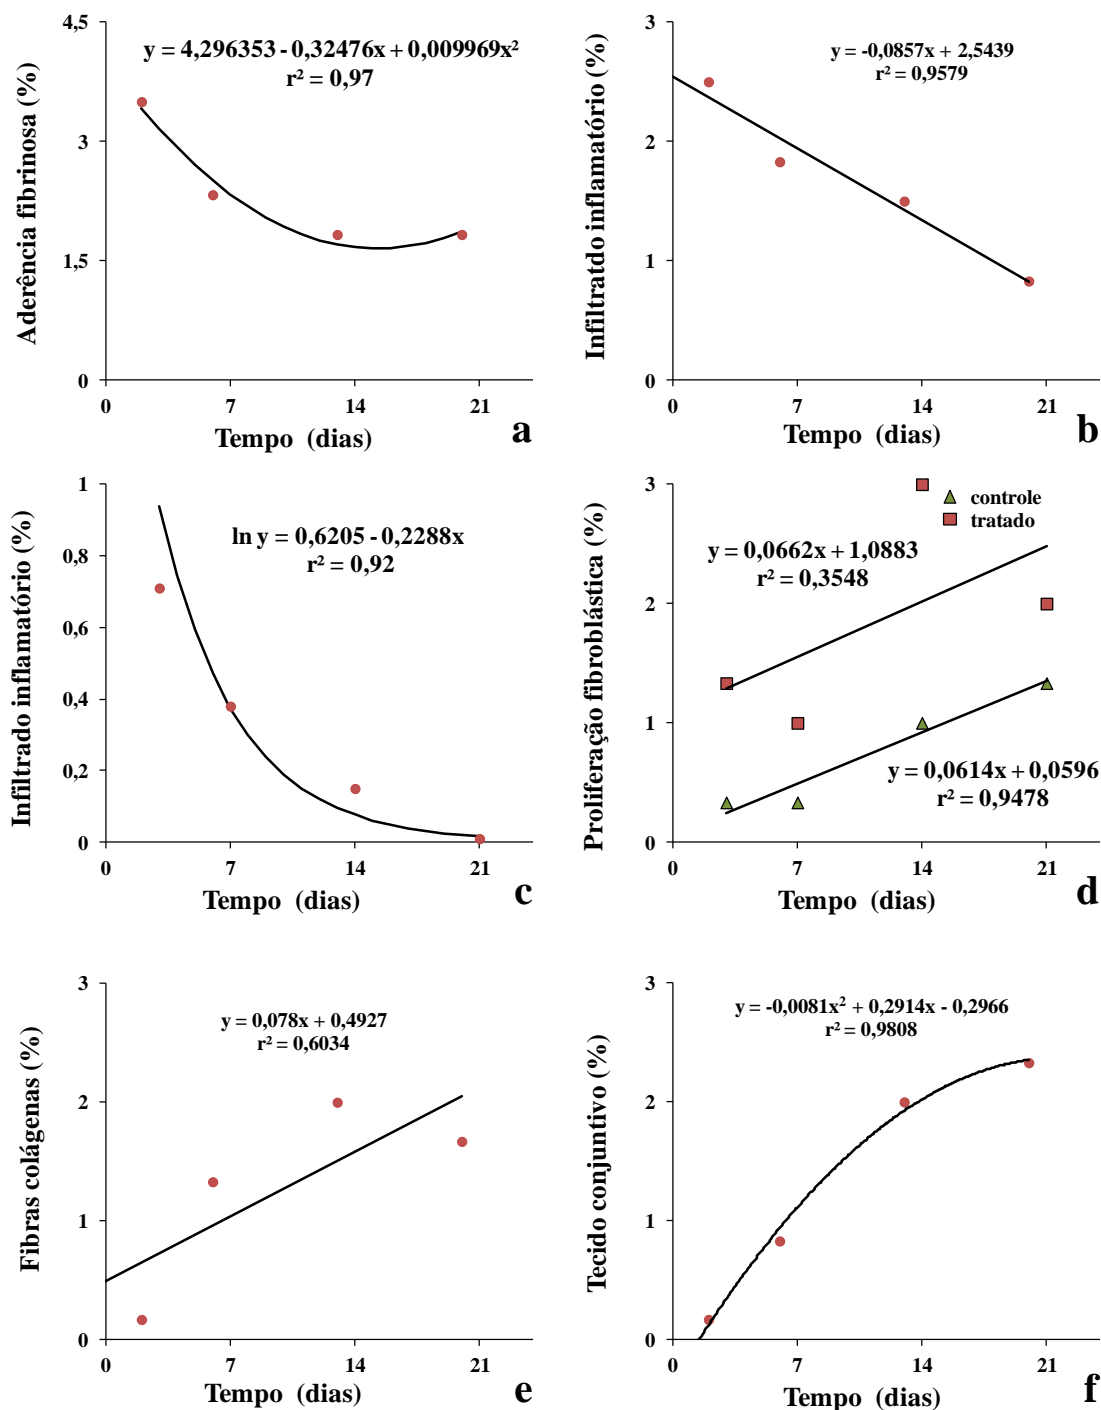 4,5
3
1,5
0
Aderência fibrinosa (%)
y = 4,296353 - 0,32476x + 0,009969x²
r² = 0,97
0 7 14 21
Tempo (dias)
a
3
2
1
0
Infiltratdo inflamatório (%)
y = -0,0857x + 2,5439
r² = 0,9579
0 7 14 21
Tempo (dias)
b
1
0,8
0,6
0,4
0,2
0
Infiltrado inflamatório (%)
ln y = 0,6205 - 0,2288x
r² = 0,92
0 7 14 21
Tempo (dias)
c
3
2
1
0
Proliferação fibroblástica (%)
controle
tratado
y = 0,0662x + 1,0883
r² = 0,3548
y = 0,0614x + 0,0596
r² = 0,9478
0 7 14 21
Tempo (dias)
d
3
2
1
0
Fibras colágenas (%)
y = 0,078x + 0,4927
r² = 0,6034
0 7 14 21
Tempo (dias)
e
3
2
1
0
Tecido conjuntivo (%)
y = -0,0081x² + 0,2914x - 0,2966
r² = 0,9808
0 7 14 21
Tempo (dias)
f